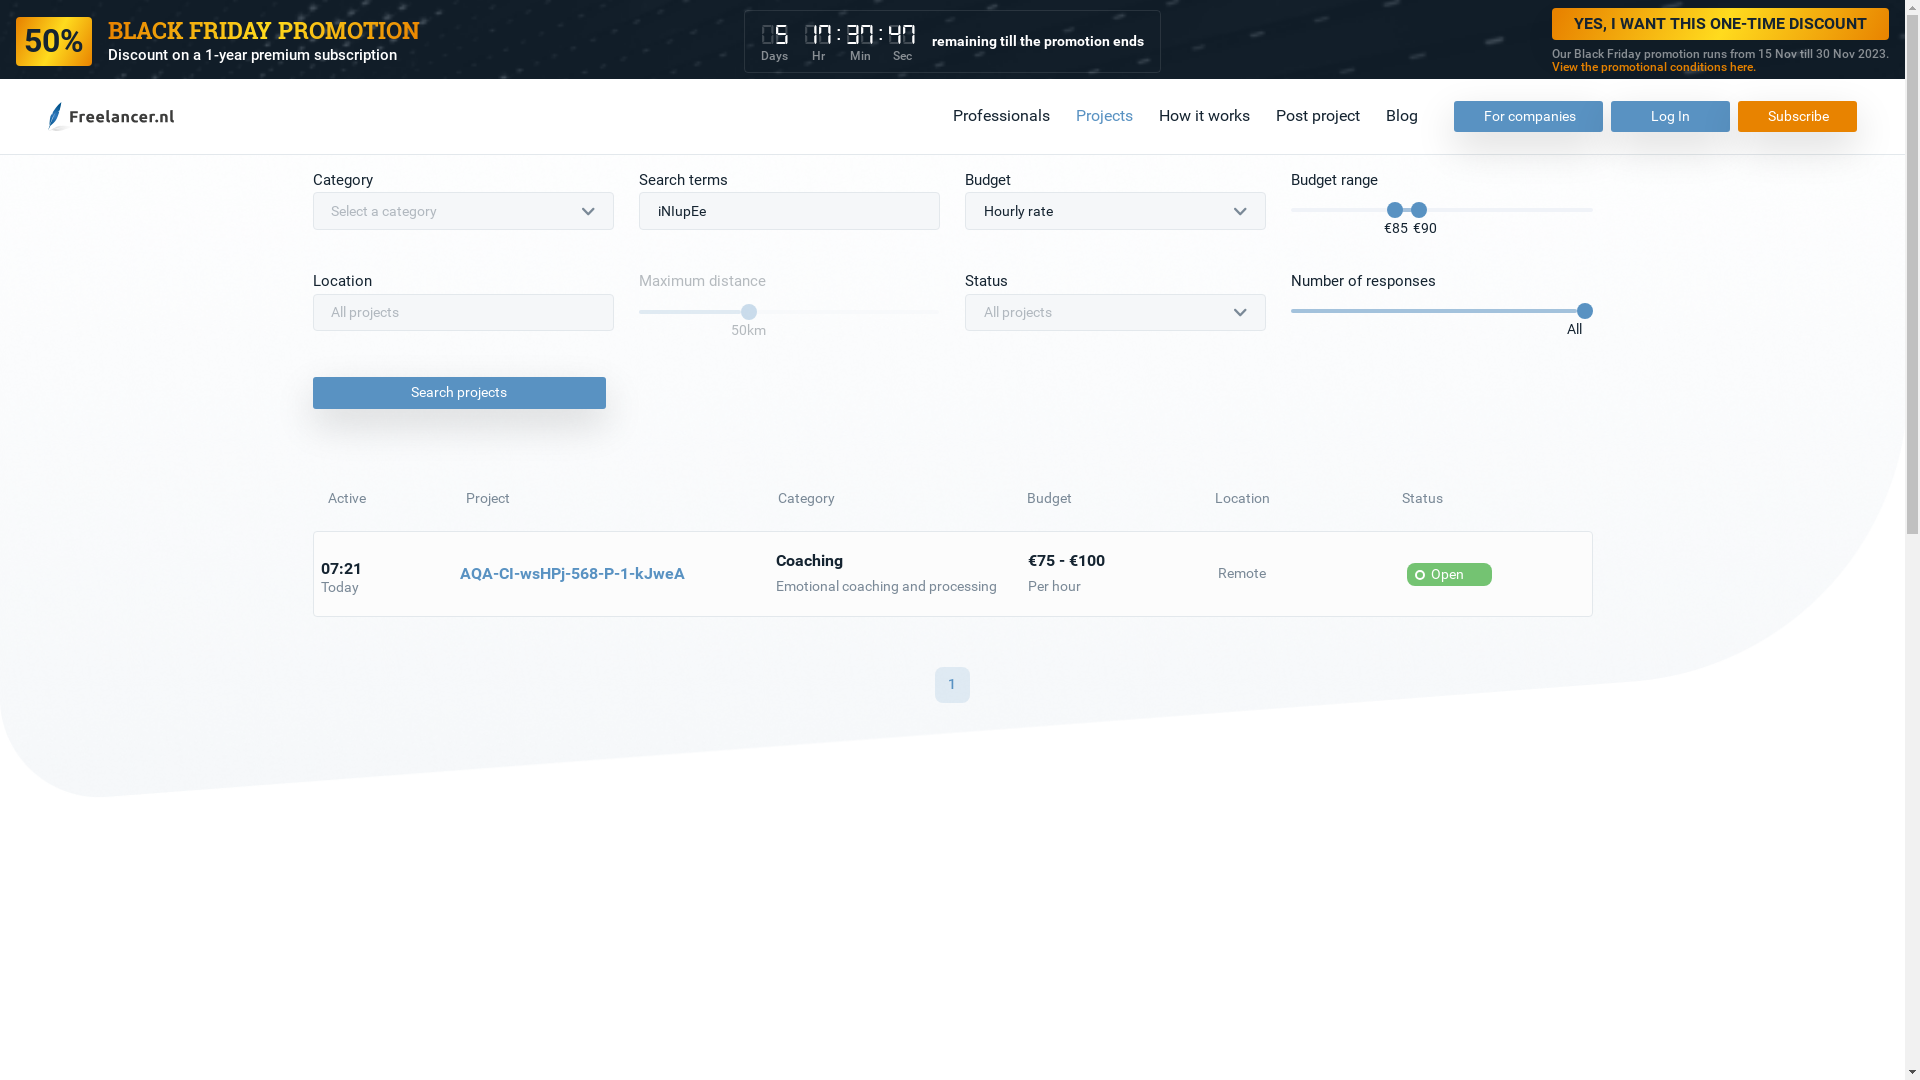 50%
BLACK FRIDAY PROMOTION
Discount on a 1-year premium subscription
5 17:37:47
Days Hr Min Sec
remaining till the promotion ends
YES, I WANT THIS ONE-TIME DISCOUNT
Our Black Friday promotion runs from 15 Nov till 30 Nov 2023.
View the promotional conditions here.
Freelancer.nl
Professionals Projects How it works Post project Blog For companies Log In Subscribe
Category Search terms Budget Budget range
Select a category iNIupEe Hourly rate
€85 €90
Location Maximum distance Status Number of responses
All projects All projects
50km All
Search projects
Active Project Category Budget Location Status
07:21
Today
AQA-CI-wsHPj-568-P-1-kJweA
Coaching
Emotional coaching and processing
€75 - €100
Per hour
Remote
Open
1